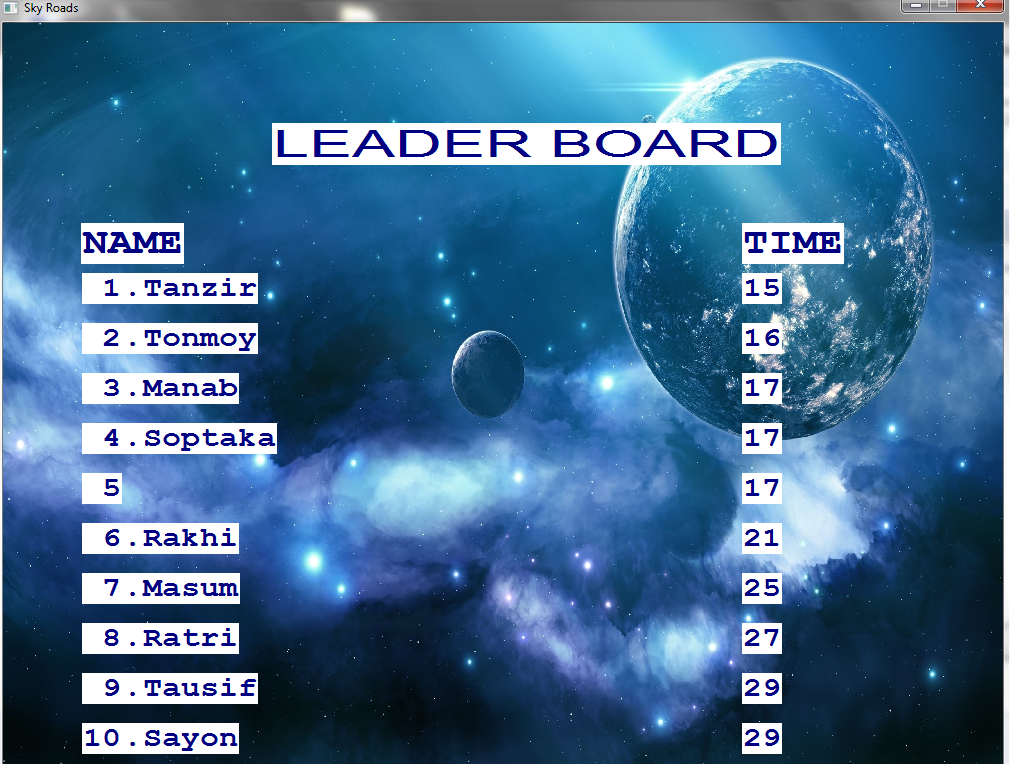 Sky Roads
LEADER BOARD
NAME TIME
1.Tanzir 15
2.Tonmoy 16
3.Manab 17
4.Soptaka 17
5 17
6.Rakhi 21
7.Masum 25
8.Ratri 27
9.Tausif 29
10.Sayon 29